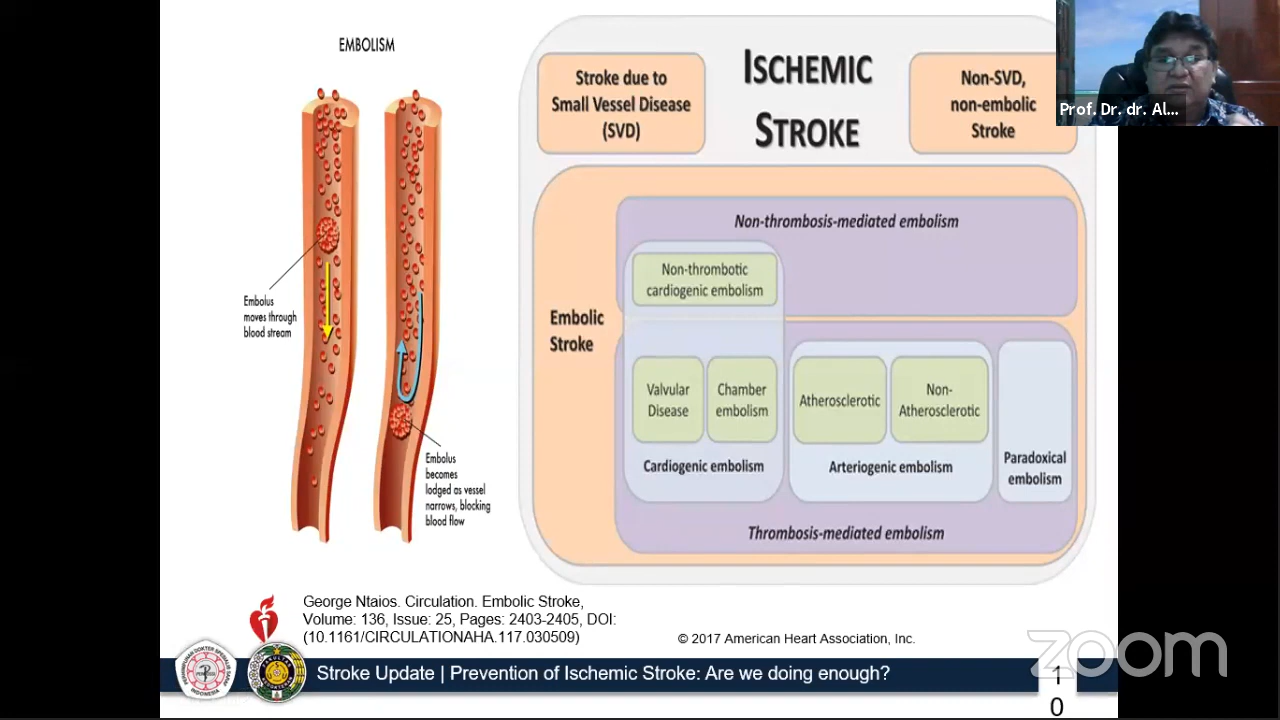 EMBOLISM
Embolus
moves through
blood stream
Embolus
becomes
lodged as vessel
narrows, blocking
blood flow
ISCHEMIC
STROKE
Stroke due to
Small Vessel Disease
(SVD)
Non-SVD,
non-embolic
Stroke
Non-thrombosis-mediated embolism
Non-thrombotic
cardiogenic embolism
Embolic
Stroke
Valvular
Disease
Chamber
embolism
Cardiogenic embolism
Atherosclerotic
Non-
Atherosclerotic
Arteriogenic embolism
Paradoxical
embolism
Thrombosis-mediated embolism
Prof. Dr. dr. Al...
George Ntaios. Circulation. Embolic Stroke,
Volume: 136, Issue: 25, Pages: 2403-2405, DOI:
(10.1161/CIRCULATIONAHA.117.030509)
© 2017 American Heart Association, Inc.
Stroke Update | Prevention of Ischemic Stroke: Are we doing enough?
1
0
zoom